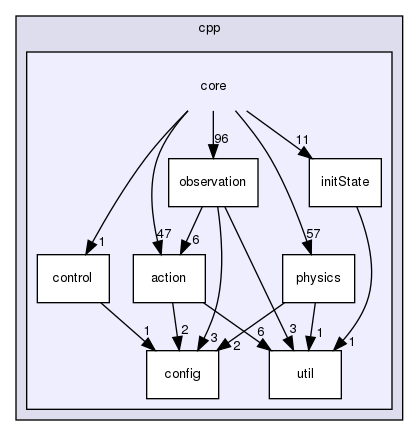 cpp
core
96
11
observation
initState
1
47
6
57
control
action
physics
1
2
3
2
6
3
1
1
config
util